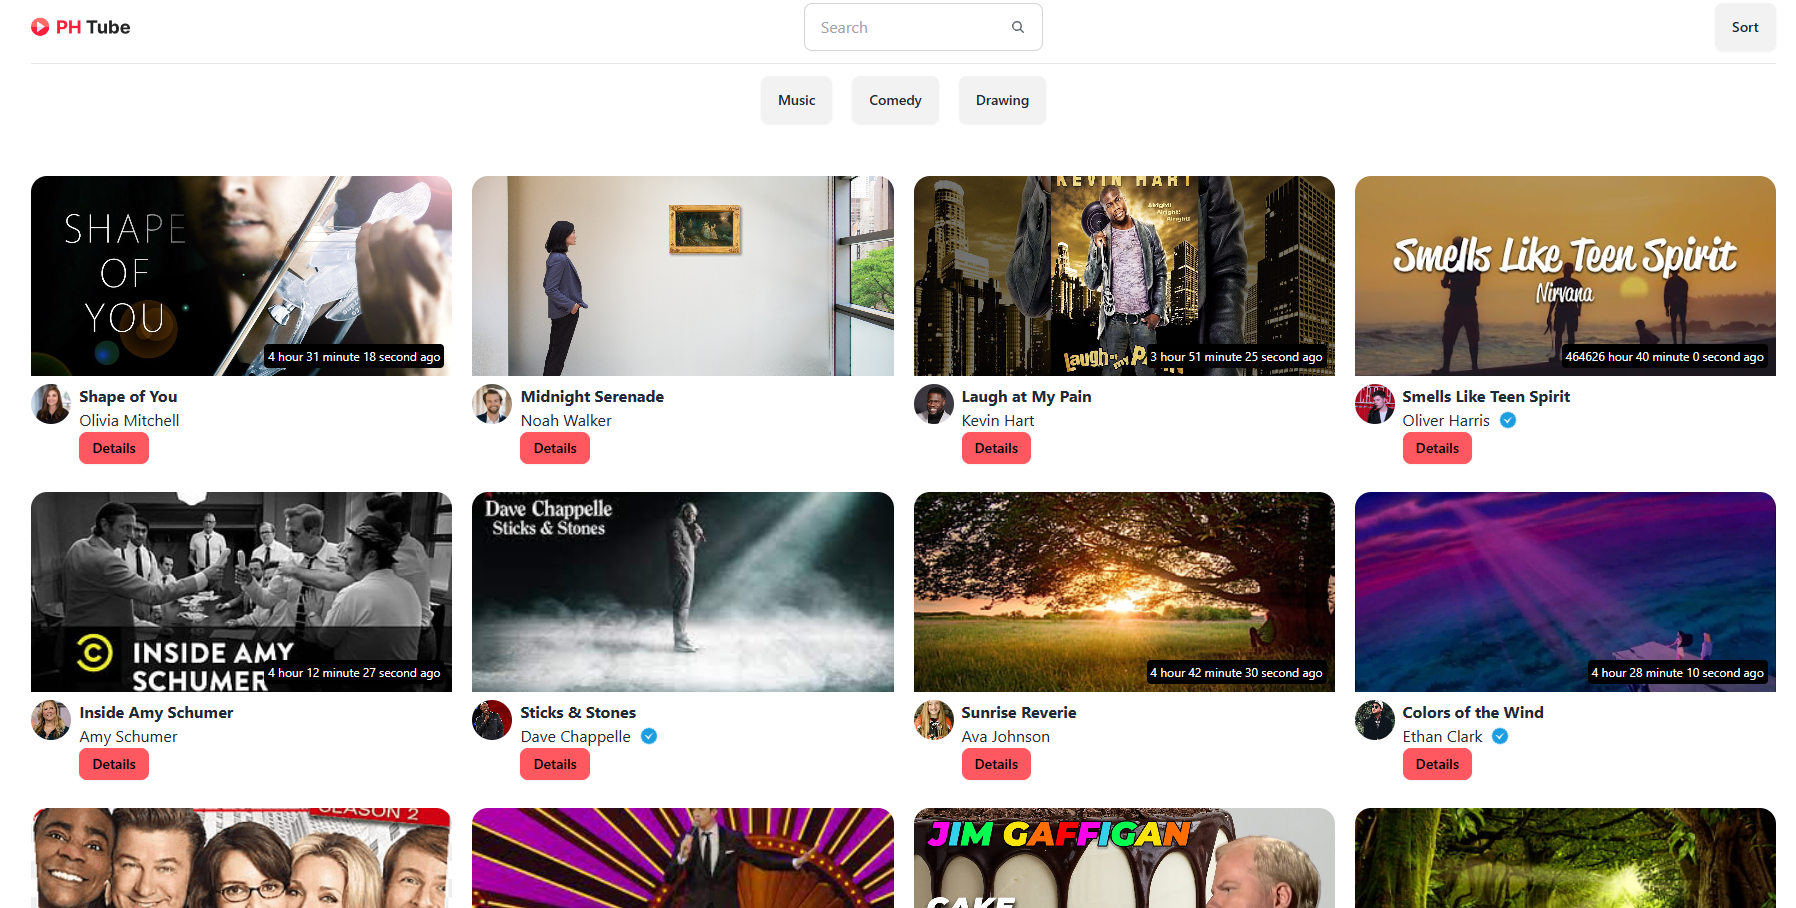 PH Tube
Search
Sort
Music
Comedy
Drawing
SHAPE
OF
YOU
4 hour 31 minute 18 second ago
KEVIN HART
Alright!
Alright!
Alright!
Laugh at my Pain
3 hour 51 minute 25 second ago
Smells Like Teen Spirit
Nirvana
464626 hour 40 minute 0 second ago
Shape of You
Olivia Mitchell
Details
Midnight Serenade
Noah Walker
Details
Laugh at My Pain
Kevin Hart
Details
Smells Like Teen Spirit
Oliver Harris
Details
INSIDE AMY
SCHUMER
4 hour 12 minute 27 second ago
Dave Chappelle
Sticks & Stones
4 hour 42 minute 30 second ago
4 hour 28 minute 10 second ago
Inside Amy Schumer
Amy Schumer
Details
Sticks & Stones
Dave Chappelle
Details
Sunrise Reverie
Ava Johnson
Details
Colors of the Wind
Ethan Clark
Details
SEASON 2
JIM GAFFIGAN
CAKE